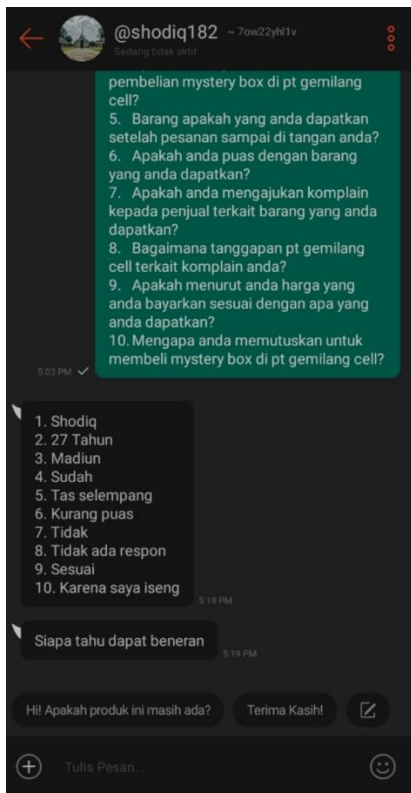 @shodiq182 ~ 7ow22yhl1v
Sedang tidak aktif
pembelian mystery box di pt gemilang
cell?
5. Barang apakah yang anda dapatkan
setelah pesanan sampai di tangan anda?
6. Apakah anda puas dengan barang
yang anda dapatkan?
7. Apakah anda mengajukan komplain
kepada penjual terkait barang yang anda
dapatkan?
8. Bagaimana tanggapan pt gemilang
cell terkait komplain anda?
9. Apakah menurut anda harga yang
anda bayarkan sesuai dengan apa yang
anda dapatkan?
10. Mengapa anda memutuskan untuk
membeli mystery box di pt gemilang cell?
5:03 PM
1. Shodiq
2. 27 Tahun
3. Madiun
4. Sudah
5. Tas selempang
6. Kurang puas
7. Tidak
8. Tidak ada respon
9. Sesuai
10. Karena saya iseng
5:19 PM
Siapa tahu dapat beneran
5:19 PM
Hi! Apakah produk ini masih ada?
Terima Kasih!
Tulis Pesan...